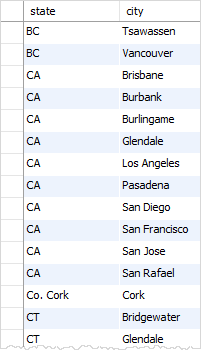 state city
BC Tsawassen
BC Vancouver
CA Brisbane
CA Burbank
CA Burlingame
CA Glendale
CA Los Angeles
CA Pasadena
CA San Diego
CA San Francisco
CA San Jose
CA San Rafael
Co. Cork Cork
CT Bridgewater
CT Glendale